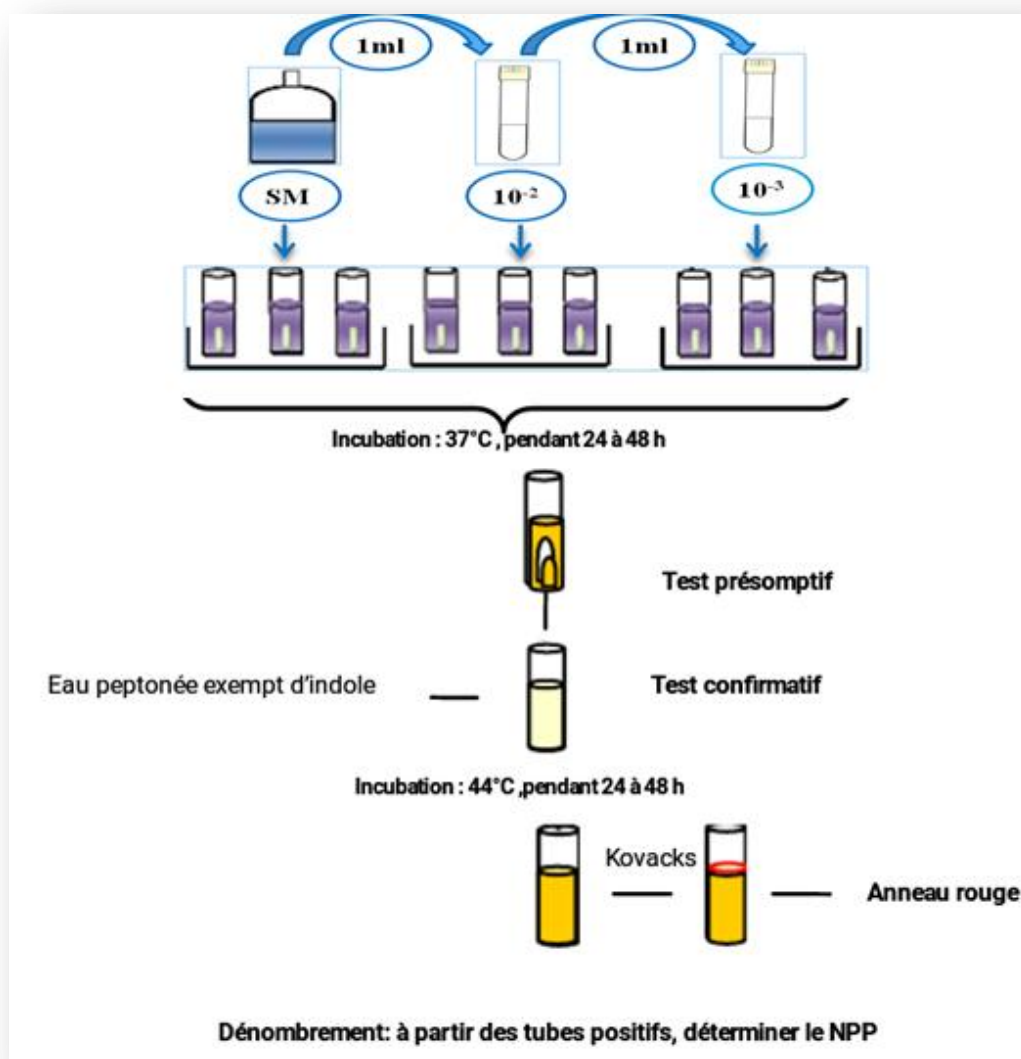 1ml
1ml
SM
10⁻²
10⁻³
Incubation : 37°C , pendant 24 à 48 h
Test présomptif
Eau peptonée exempt d’indole
Test confirmatif
Incubation : 44°C ,pendant 24 à 48 h
Kovacks
Anneau rouge
Dénombrement: à partir des tubes positifs, déterminer le NPP